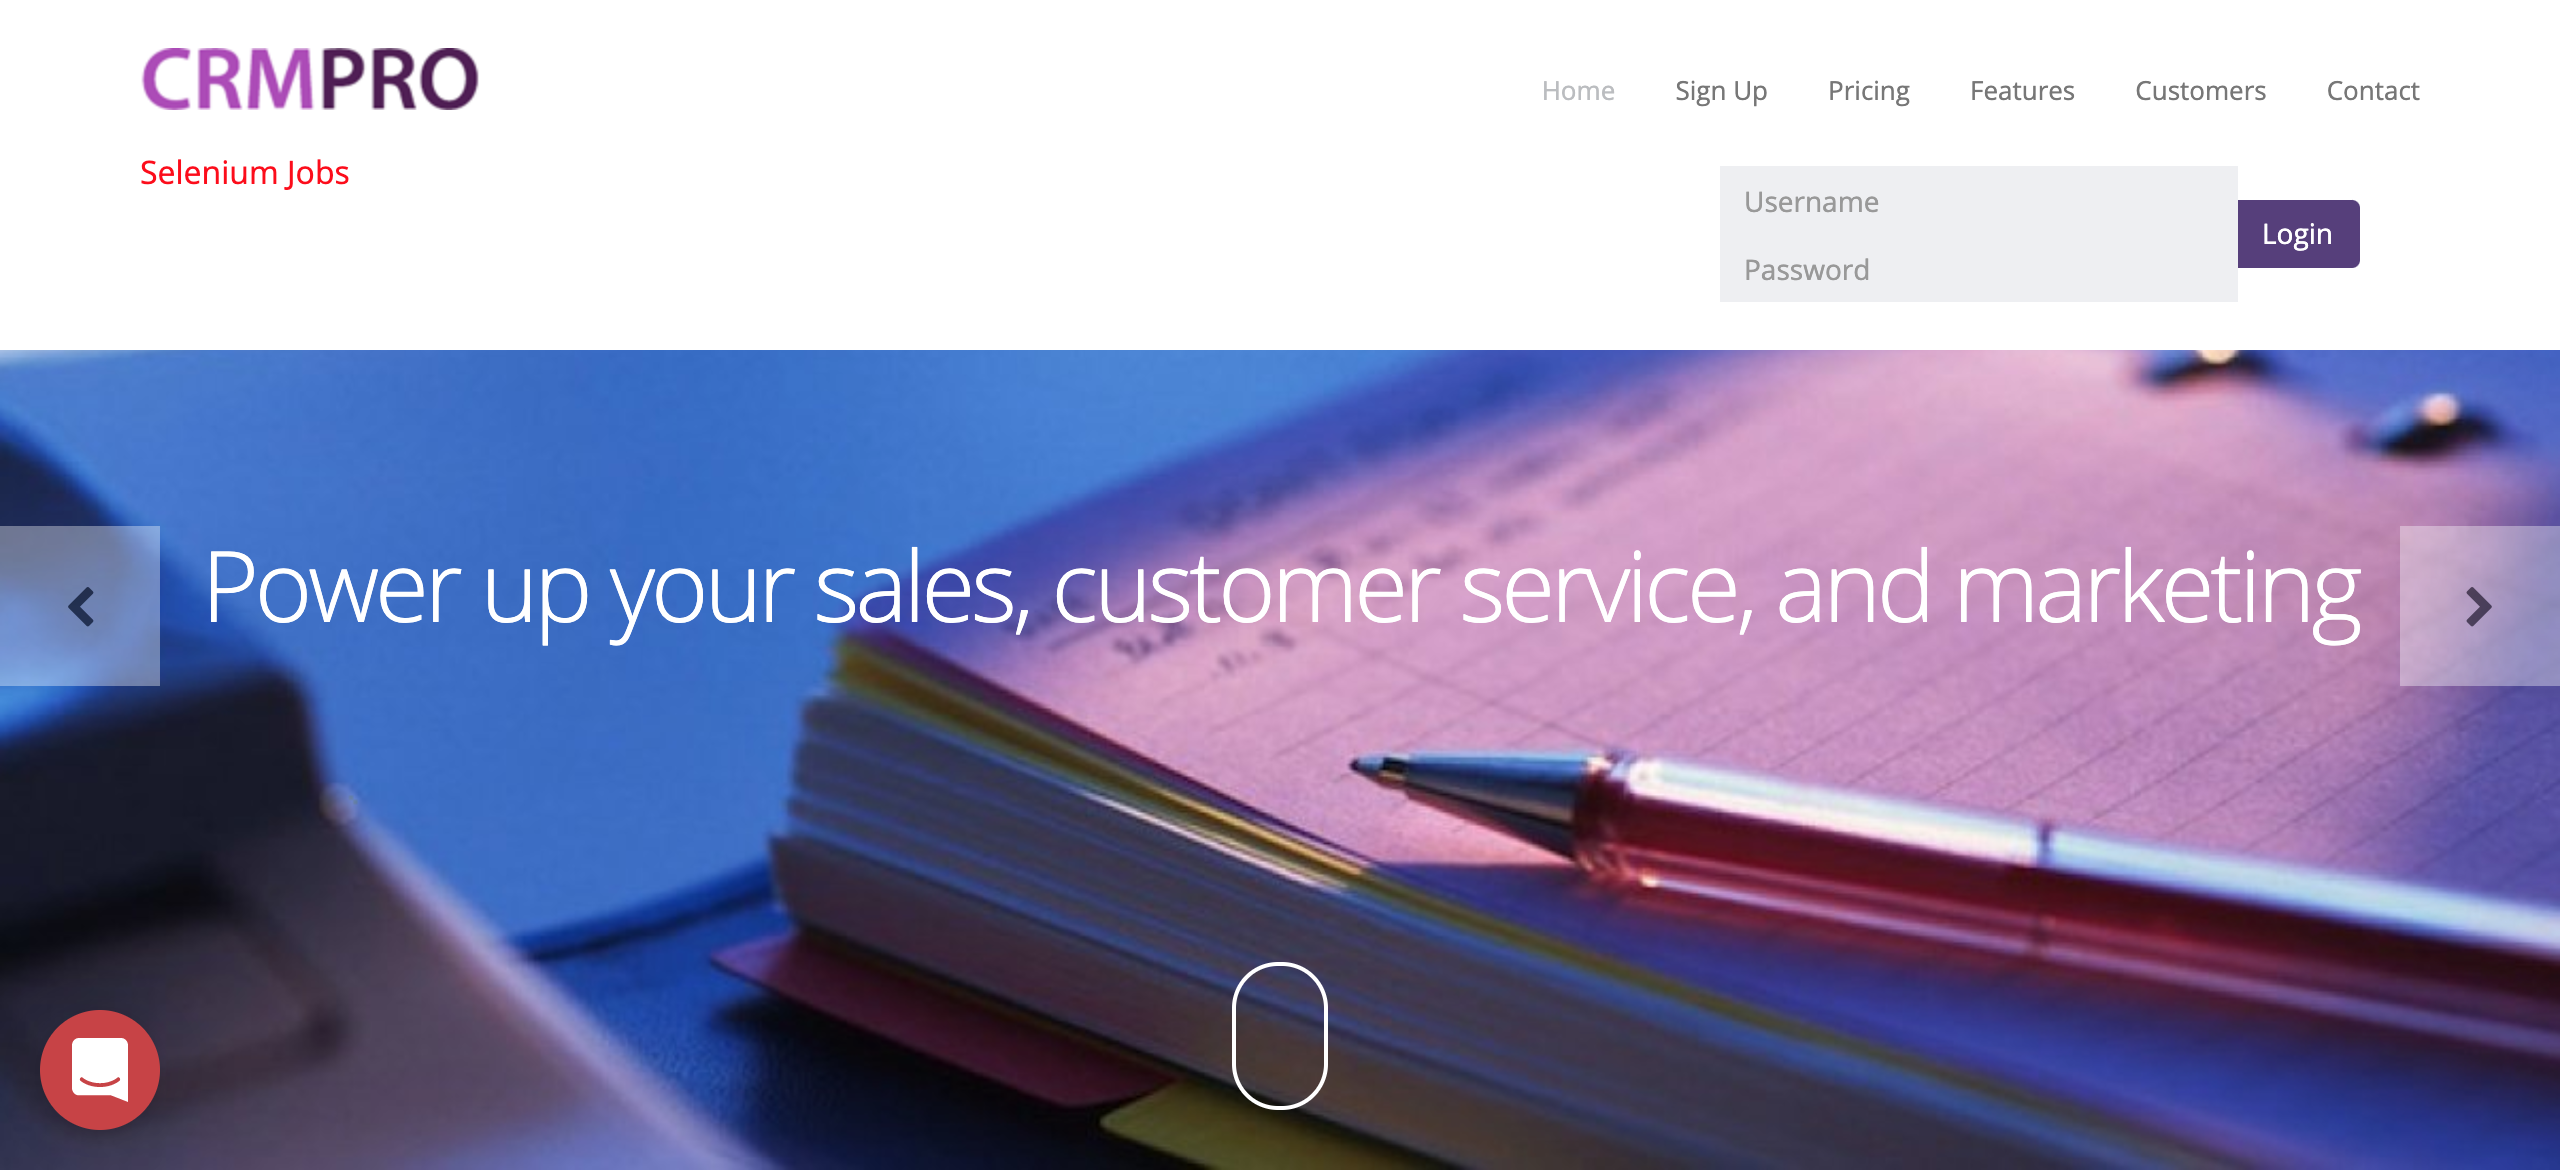 CRMPRO
Home Sign Up Pricing Features Customers Contact
Selenium Jobs
Username
Login
Password
Power up your sales, customer service, and marketing